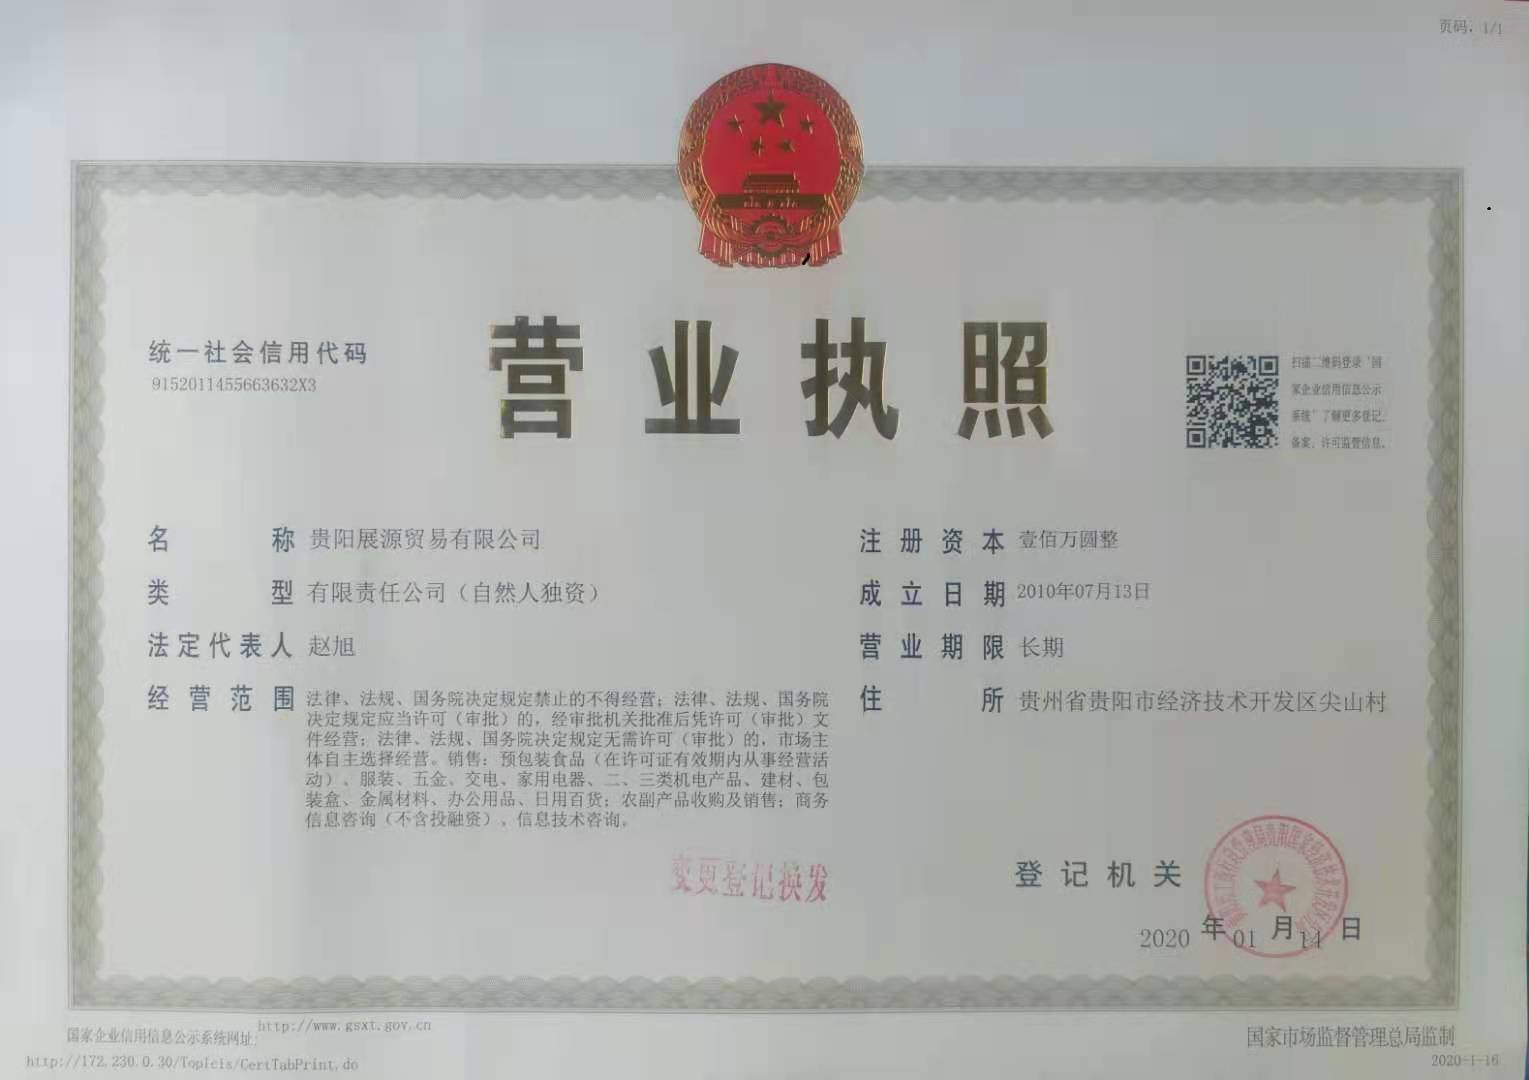 页码：1/1
统一社会信用代码
9152011455663632X3
营业执照
扫描二维码登录‘国
家企业信用信息公示
系统’了解更多登记、
备案、许可监管信息。
名称 贵阳展源贸易有限公司
类型 有限责任公司（自然人独资）
法定代表人 赵旭
经营范围 法律、法规、国务院决定规定禁止的不得经营；法律、法规、国务院
决定规定应当许可（审批）的，经审批机关批准后凭许可（审批）文
件经营；法律、法规、国务院决定规定无需许可（审批）的，市场主
体自主选择经营。销售：预包装食品（在许可证有效期内从事经营活
动）、服装、五金、交电、家用电器、二、三类机电产品、建材、包
装盒、金属材料、办公用品、日用百货；农副产品收购及销售；商务
信息咨询（不含投融资）、信息技术咨询。
注册资本 壹佰万圆整
成立日期 2010年07月13日
营业期限 长期
住所 贵州省贵阳市经济技术开发区尖山村
变更登记换发
登记机关
2020年01月14日
国家企业信用信息公示系统网址：http://www.gsxt.gov.cn
http://172.230.0.30/TopIcis/CertTabPrint.do
国家市场监督管理总局监制
2020-1-16